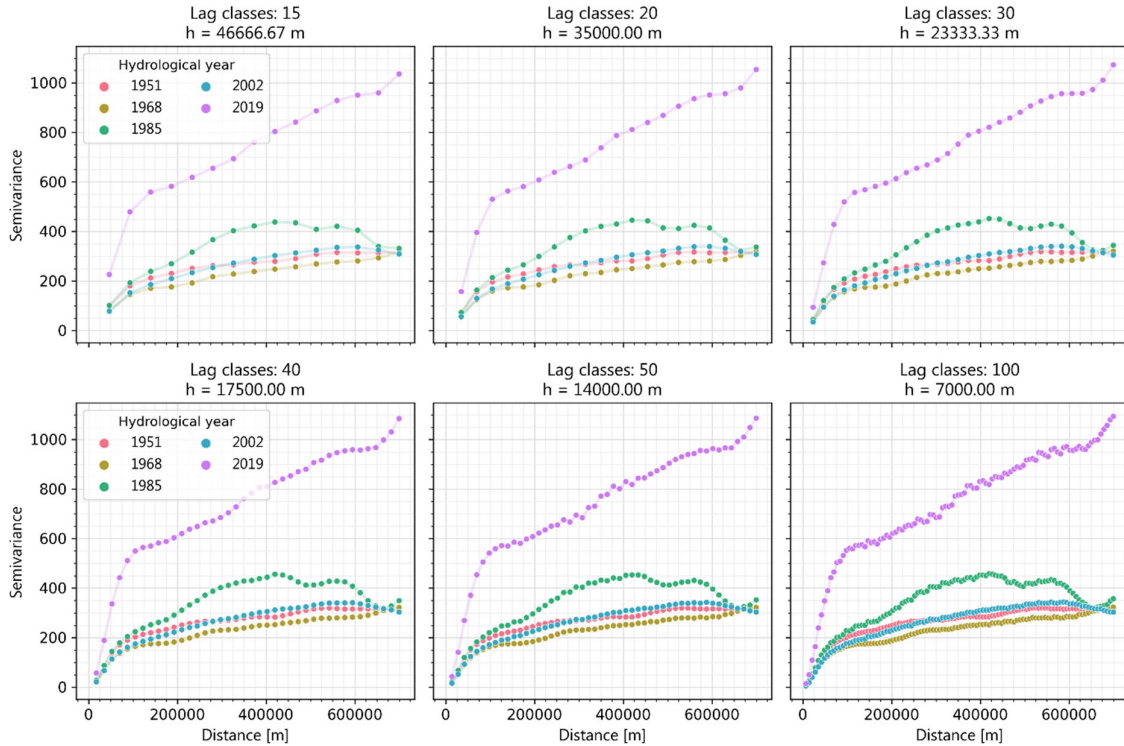 Lag classes: 15
h = 46666.67 m
Lag classes: 20
h = 35000.00 m
Lag classes: 30
h = 23333.33 m
Semivariance
1000
800
600
400
200
0
Hydrological year
1951
1968
1985
2002
2019
Lag classes: 40
h = 17500.00 m
Lag classes: 50
h = 14000.00 m
Lag classes: 100
h = 7000.00 m
Semivariance
1000
800
600
400
200
0
Hydrological year
1951
1968
1985
2002
2019
0 200000 400000 600000
0 200000 400000 600000
0 200000 400000 600000
Distance [m]
Distance [m]
Distance [m]